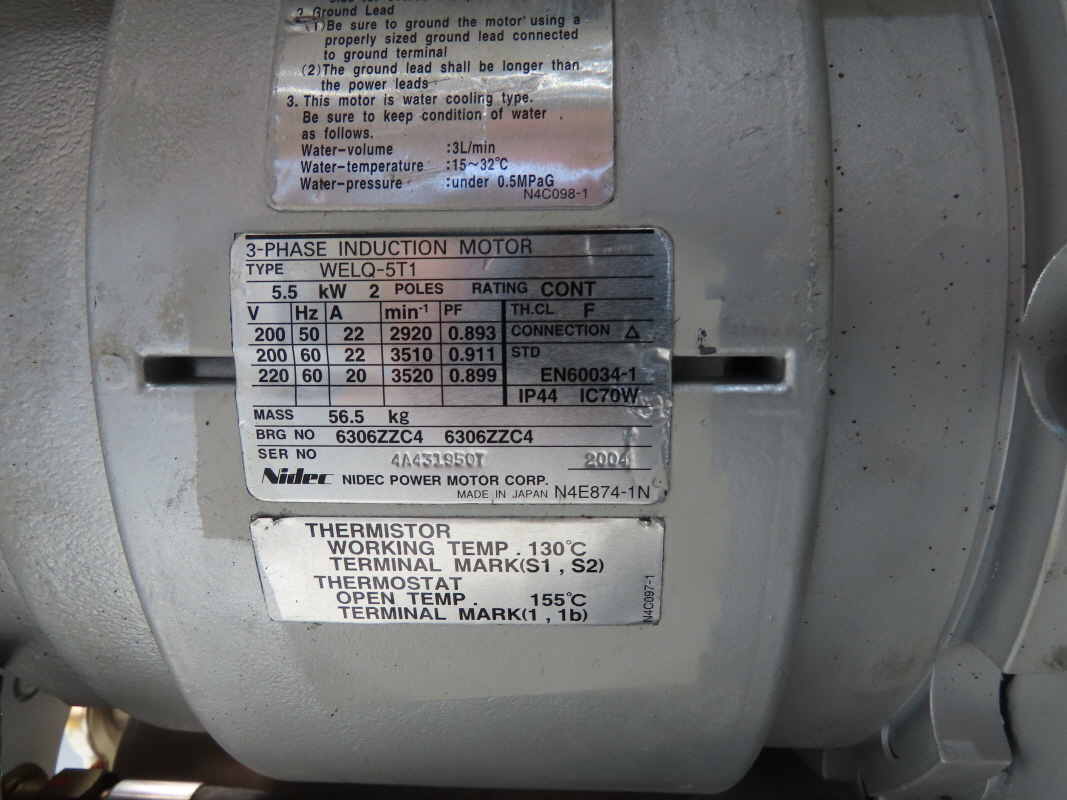 2. Ground Lead
(1)Be sure to ground the motor using a
properly sized ground lead connected
to ground terminal
(2)The ground lead shall be longer than
the power leads
3. This motor is water cooling type.
Be sure to keep condition of water
as follows.
Water-volume :3L/min
Water-temperature :15~32℃
Water-pressure :under 0.5MPaG
N4C098-1
3-PHASE INDUCTION MOTOR
TYPE WELQ-5T1
5.5 kW 2 POLES RATING CONT
V Hz A min⁻¹ PF TH.CL F
200 50 22 2920 0.893 CONNECTION △
200 60 22 3510 0.911 STD
220 60 20 3520 0.899 EN60034-1
IP44 IC70W
MASS 56.5 kg
BRG NO 6306ZZC4 6306ZZC4
SER NO 4A431950T 2004
Nidec NIDEC POWER MOTOR CORP.
MADE IN JAPAN N4E874-1N
THERMISTOR
WORKING TEMP. 130℃
TERMINAL MARK(S1 , S2)
THERMOSTAT
OPEN TEMP. 155℃
TERMINAL MARK(1 , 1b)
N4C097-1